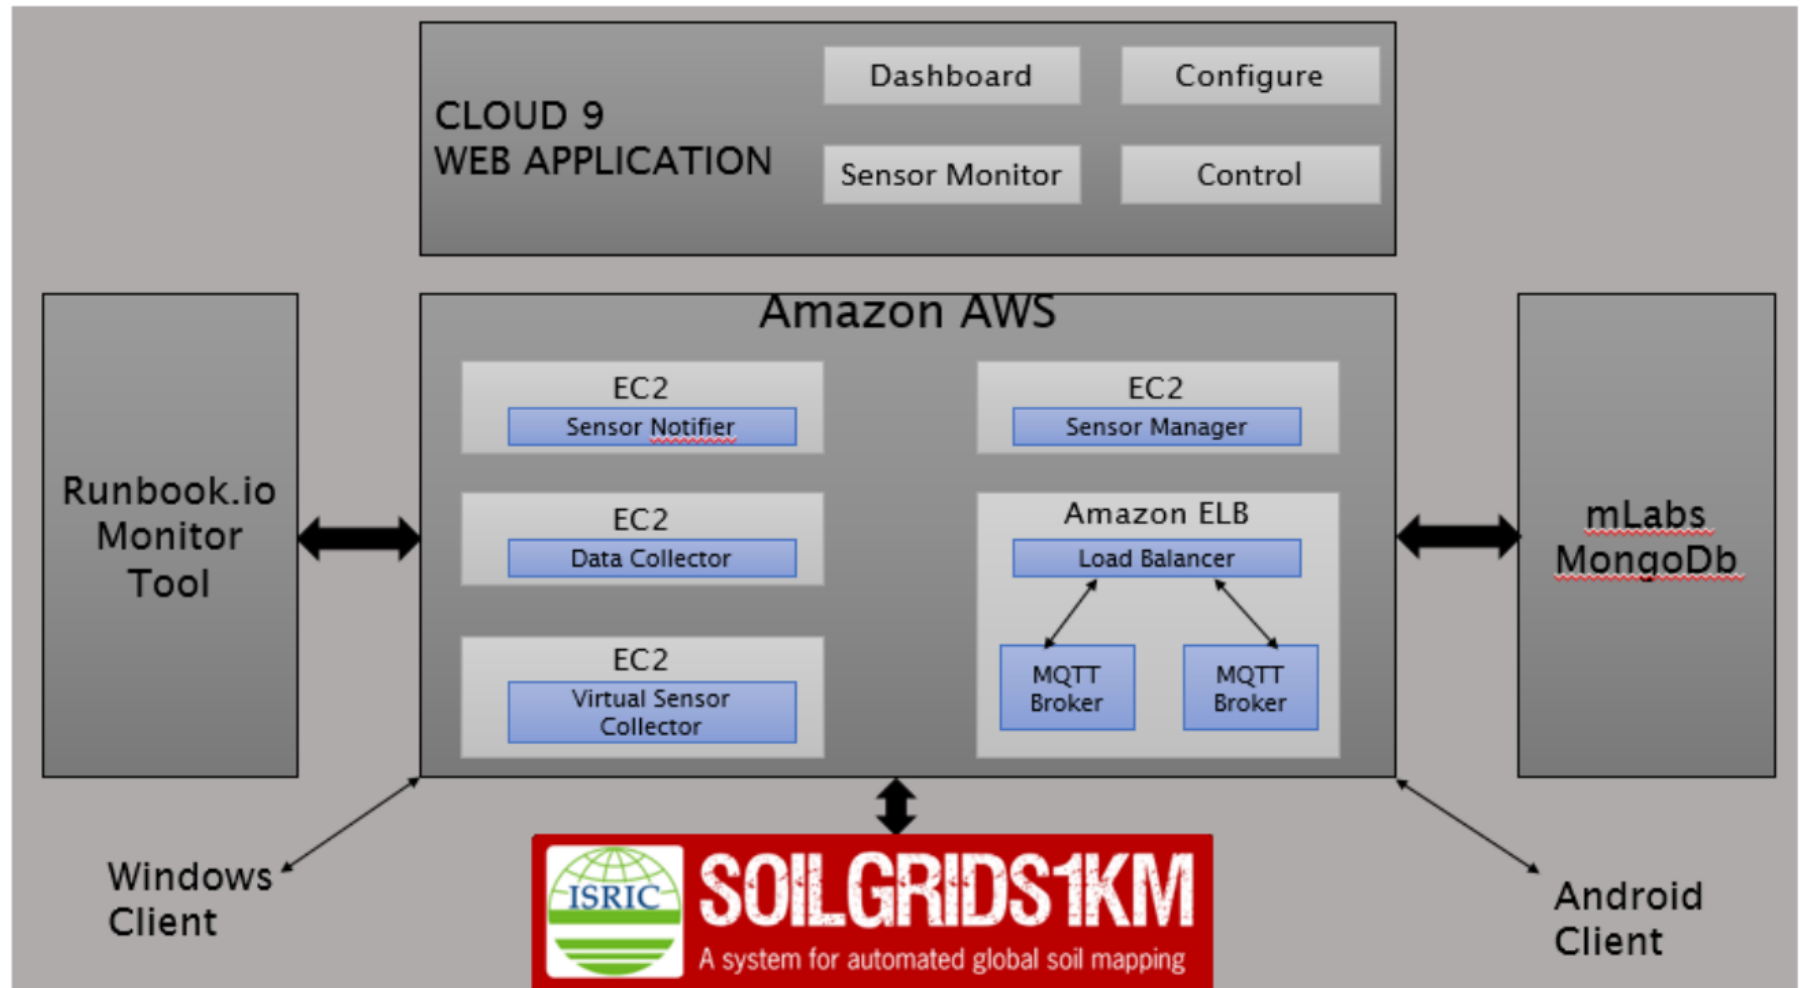 CLOUD 9
WEB APPLICATION
Dashboard
Configure
Sensor Monitor
Control
Amazon AWS
Runbook.io
Monitor
Tool
EC2
Sensor Notifier
EC2
Sensor Manager
EC2
Data Collector
Amazon ELB
Load Balancer
EC2
Virtual Sensor
Collector
MQTT
Broker
MQTT
Broker
mLabs
MongoDb
Windows
Client
ISRIC
SOILGRIDS1KM
A system for automated global soil mapping
Android
Client